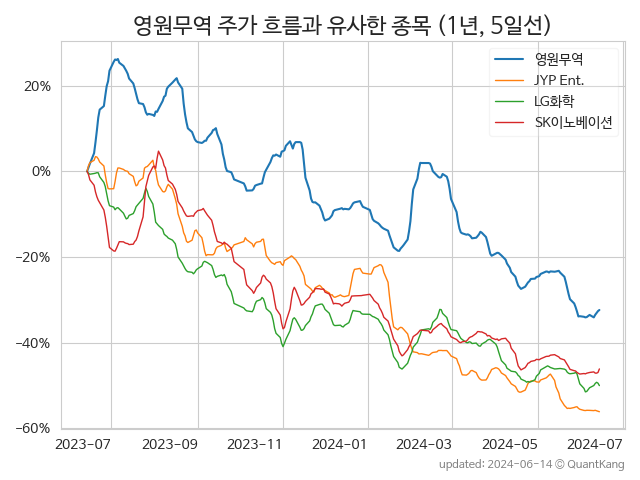 영원무역 주가 흐름과 유사한 종목 (1년, 5일선)
영원무역
JYP Ent.
LG화학
SK이노베이션
20%
0%
−20%
−40%
−60%
2023-07 2023-09 2023-11 2024-01 2024-03 2024-05 2024-07
updated: 2024-06-14 © QuantKang